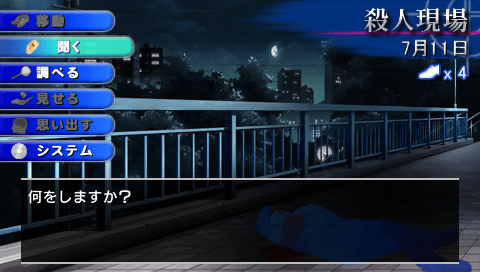 移動
聞く
調べる
見せる
思い出す
システム
殺人現場
7月11日
x 4
何をしますか？